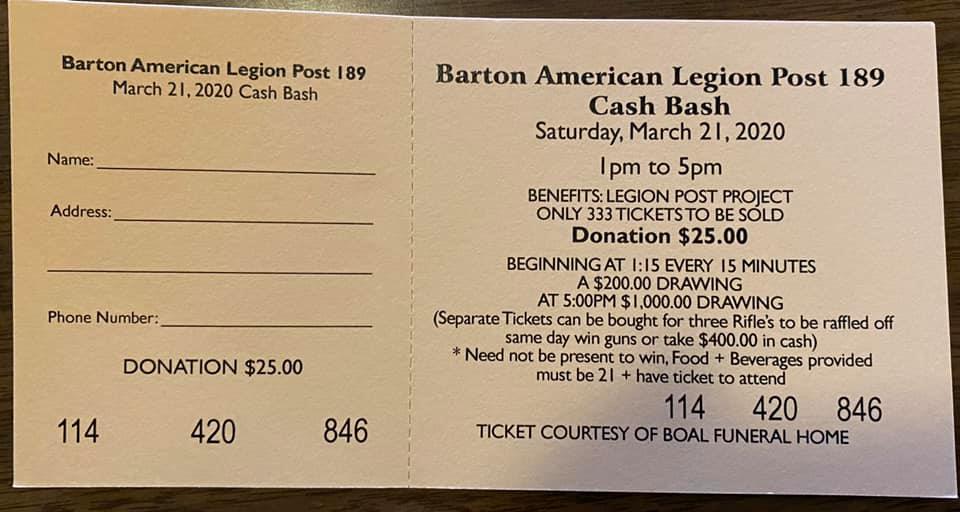 Barton American Legion Post 189
March 21, 2020 Cash Bash
Name:
Address:
Phone Number:
DONATION $25.00
114 420 846
Barton American Legion Post 189
Cash Bash
Saturday, March 21, 2020
1pm to 5pm
BENEFITS: LEGION POST PROJECT
ONLY 333 TICKETS TO BE SOLD
Donation $25.00
BEGINNING AT 1:15 EVERY 15 MINUTES
A $200.00 DRAWING
AT 5:00PM $1,000.00 DRAWING
(Separate Tickets can be bought for three Rifle's to be raffled off
same day win guns or take $400.00 in cash)
* Need not be present to win, Food + Beverages provided
must be 21 + have ticket to attend
114 420 846
TICKET COURTESY OF BOAL FUNERAL HOME